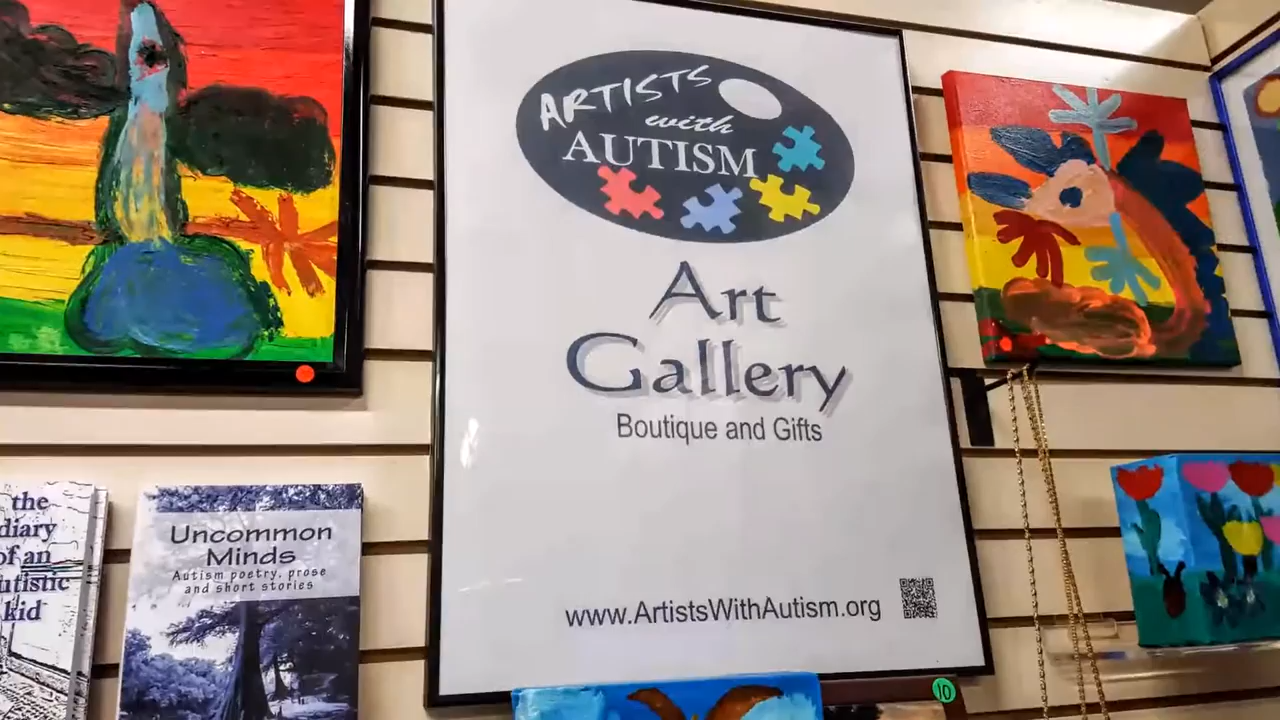 ARTISTS
with
AUTISM
Art
Gallery
Boutique and Gifts
www.ArtistsWithAutism.org
the
diary
of an
utistic
kid
Uncommon
Minds
Autism poetry, prose
and short stories
10